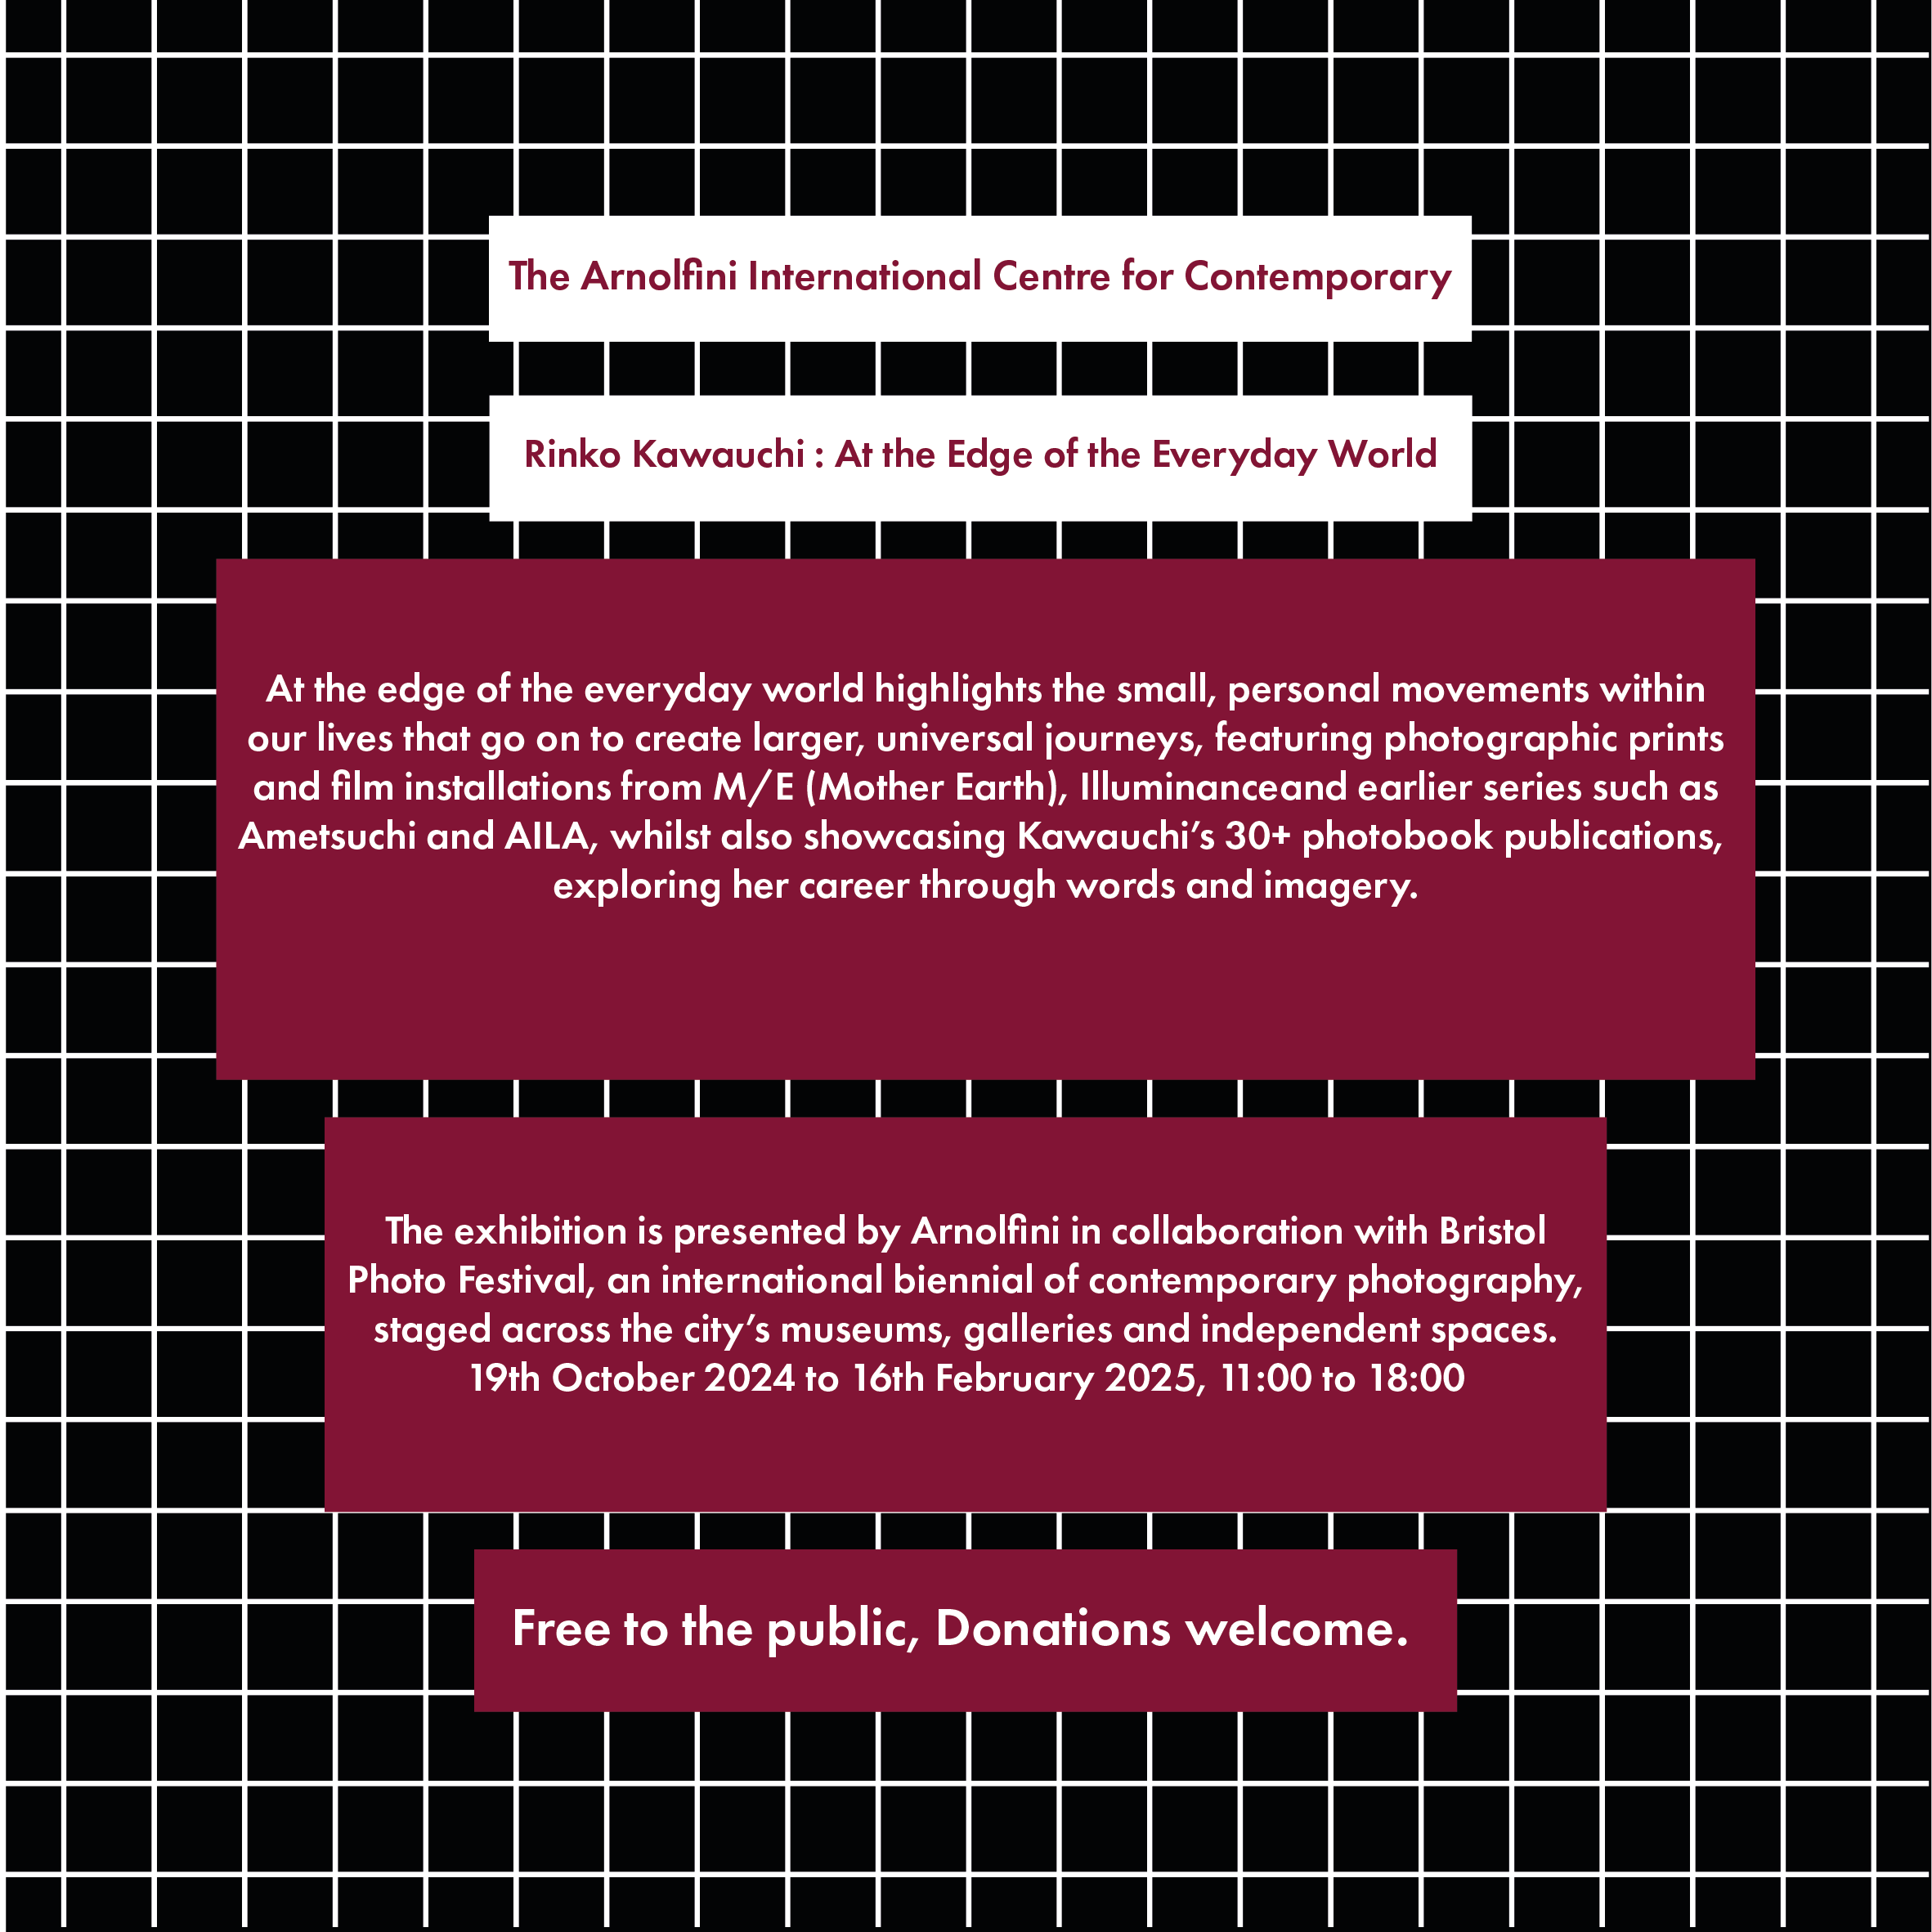 The Arnolfini International Centre for Contemporary
Rinko Kawauchi : At the Edge of the Everyday World
At the edge of the everyday world highlights the small, personal movements within
our lives that go on to create larger, universal journeys, featuring photographic prints
and film installations from M/E (Mother Earth), Illuminanceand earlier series such as
Ametsuchi and AILA, whilst also showcasing Kawauchi’s 30+ photobook publications,
exploring her career through words and imagery.
The exhibition is presented by Arnolfini in collaboration with Bristol
Photo Festival, an international biennial of contemporary photography,
staged across the city’s museums, galleries and independent spaces.
19th October 2024 to 16th February 2025, 11:00 to 18:00
Free to the public, Donations welcome.